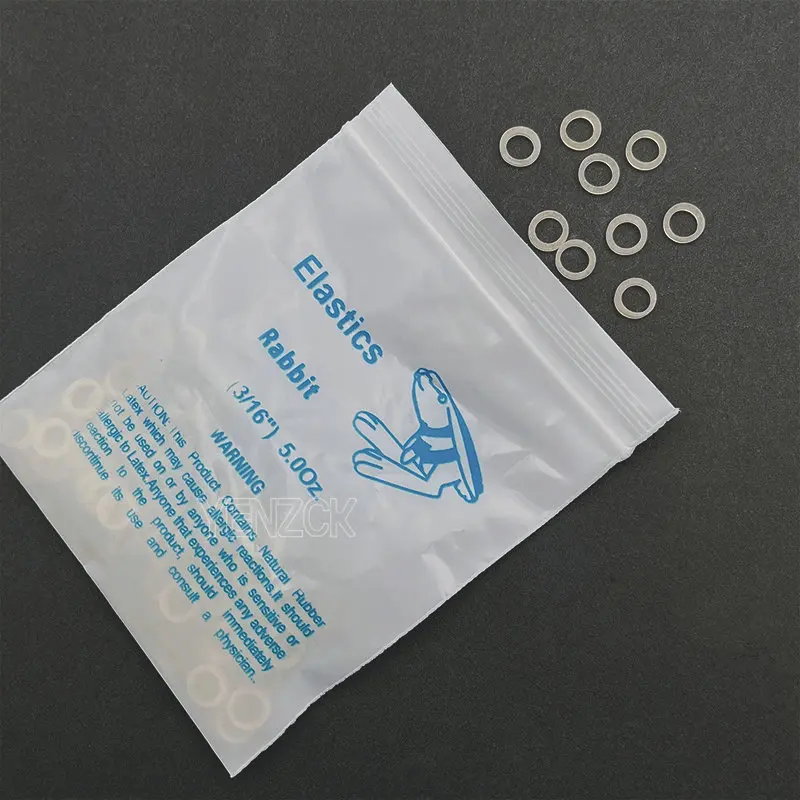 Elastics
Rabbit
(3/16") 5.0Oz.
WARNING
CAUTION: This Product Contains Natural Rubber
Latex which may cause allergic reactions.It should
not be used on or by anyone who is sensitive or
allergic to Latex.Anyone that experiences any adverse
reaction to the product, should immediately
discontinue its use and consult a physician..
YENZCK